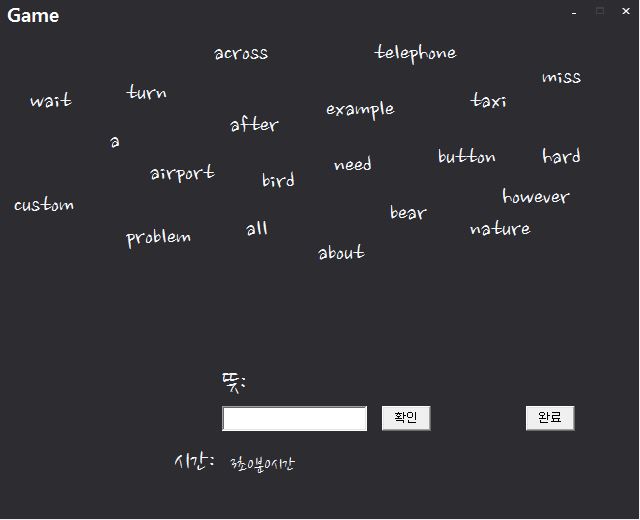 Game
across
telephone
miss
wait
turn
example
taxi
after
a
airport
bird
need
button
hard
custom
bear
however
problem
all
nature
about
뜻:
확인
완료
시간:
3초0분0시간